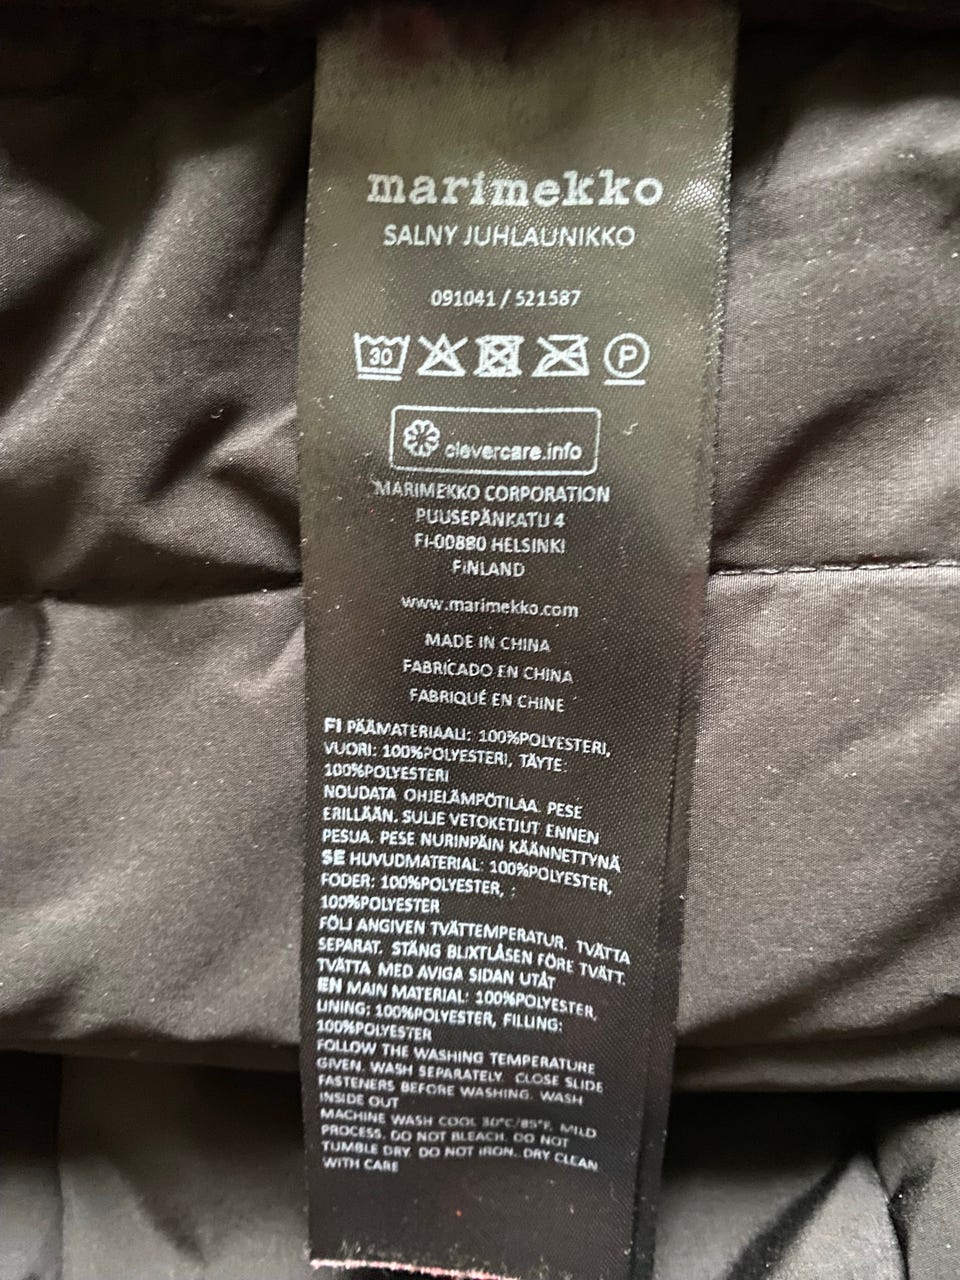 marimekko
SALNY JUHLAUNIKKO
091041 / 521587
30
P
clevercare.info
MARIMEKKO CORPORATION
PUUSEPÄNKATU 4
FI-00880 HELSINKI
FINLAND
www.marimekko.com
MADE IN CHINA
FABRICADO EN CHINA
FABRIQUÉ EN CHINE
FI PÄÄMATERIAALI: 100%POLYESTERI,
VUORI: 100%POLYESTERI, TÄYTE:
100%POLYESTERI
NOUDATA OHJELÄMPÖTILAA. PESE
ERILLÄÄN. SULJE VETOKETJUT ENNEN
PESUA. PESE NURINPÄIN KÄÄNNETTYNÄ
SE HUVUDMATERIAL: 100%POLYESTER,
FODER: 100%POLYESTER, :
100%POLYESTER
FÖLJ ANGIVEN TVÄTTEMPERATUR. TVÄTTA
SEPARAT. STÄNG BLIXTLÅSEN FÖRE TVÄTT.
TVÄTTA MED AVIGA SIDAN UTÅT
EN MAIN MATERIAL: 100%POLYESTER,
LINING: 100%POLYESTER, FILLING:
100%POLYESTER
FOLLOW THE WASHING TEMPERATURE
GIVEN. WASH SEPARATELY. CLOSE SLIDE
FASTENERS BEFORE WASHING. WASH
INSIDE OUT
MACHINE WASH COOL 30°C/85°F. MILD
PROCESS. DO NOT BLEACH. DO NOT
TUMBLE DRY. DO NOT IRON. DRY CLEAN
WITH CARE